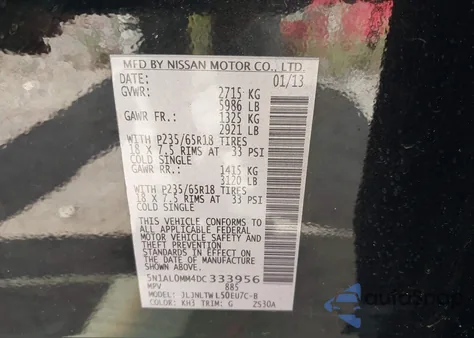 MFD BY NISSAN MOTOR CO., LTD.
DATE: 01/13
GVWR: 2715 KG
5986 LB
GAWR FR.: 1325 KG
2921 LB
WITH P235/65R18 TIRES
18 X 7.5 RIMS AT 33 PSI
COLD SINGLE
GAWR RR.: 1415 KG
3120 LB
WITH P235/65R18 TIRES
18 X 7.5 RIMS AT 33 PSI
COLD SINGLE
THIS VEHICLE CONFORMS TO
ALL APPLICABLE FEDERAL
MOTOR VEHICLE SAFETY AND
THEFT PREVENTION
STANDARDS IN EFFECT ON
THE DATE OF MANUFACTURE
SHOWN ABOVE.
5N1AL0MM4DC333956
MPV 885
MODEL: JLJNLTWL50EU7C-B
COLOR: KH3 TRIM: G 2S30A